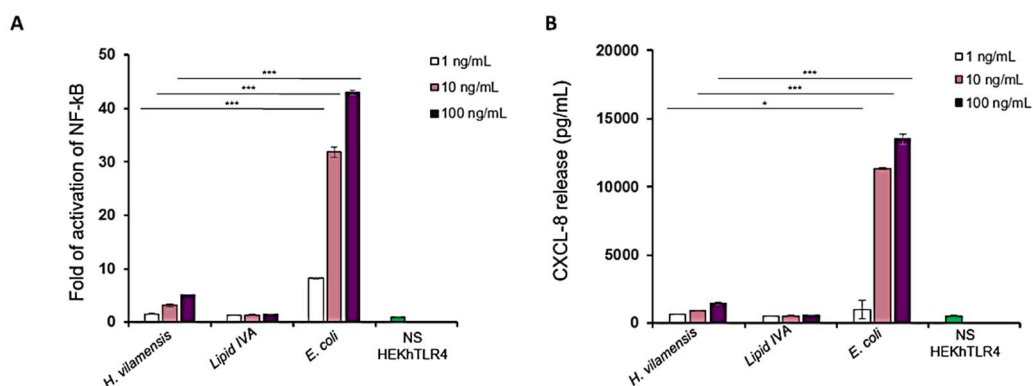 A
Fold of activation of NF-kB
50
40
30
20
10
0
***
***
***
1 ng/mL
10 ng/mL
100 ng/mL
H. vilamensis
Lipid IVA
E. coli
NS
HEKhTLR4
B
CXCL-8 release (pg/mL)
20000
15000
10000
5000
0
***
***
*
1 ng/mL
10 ng/mL
100 ng/mL
H. vilamensis
Lipid IVA
E. coli
NS
HEKhTLR4